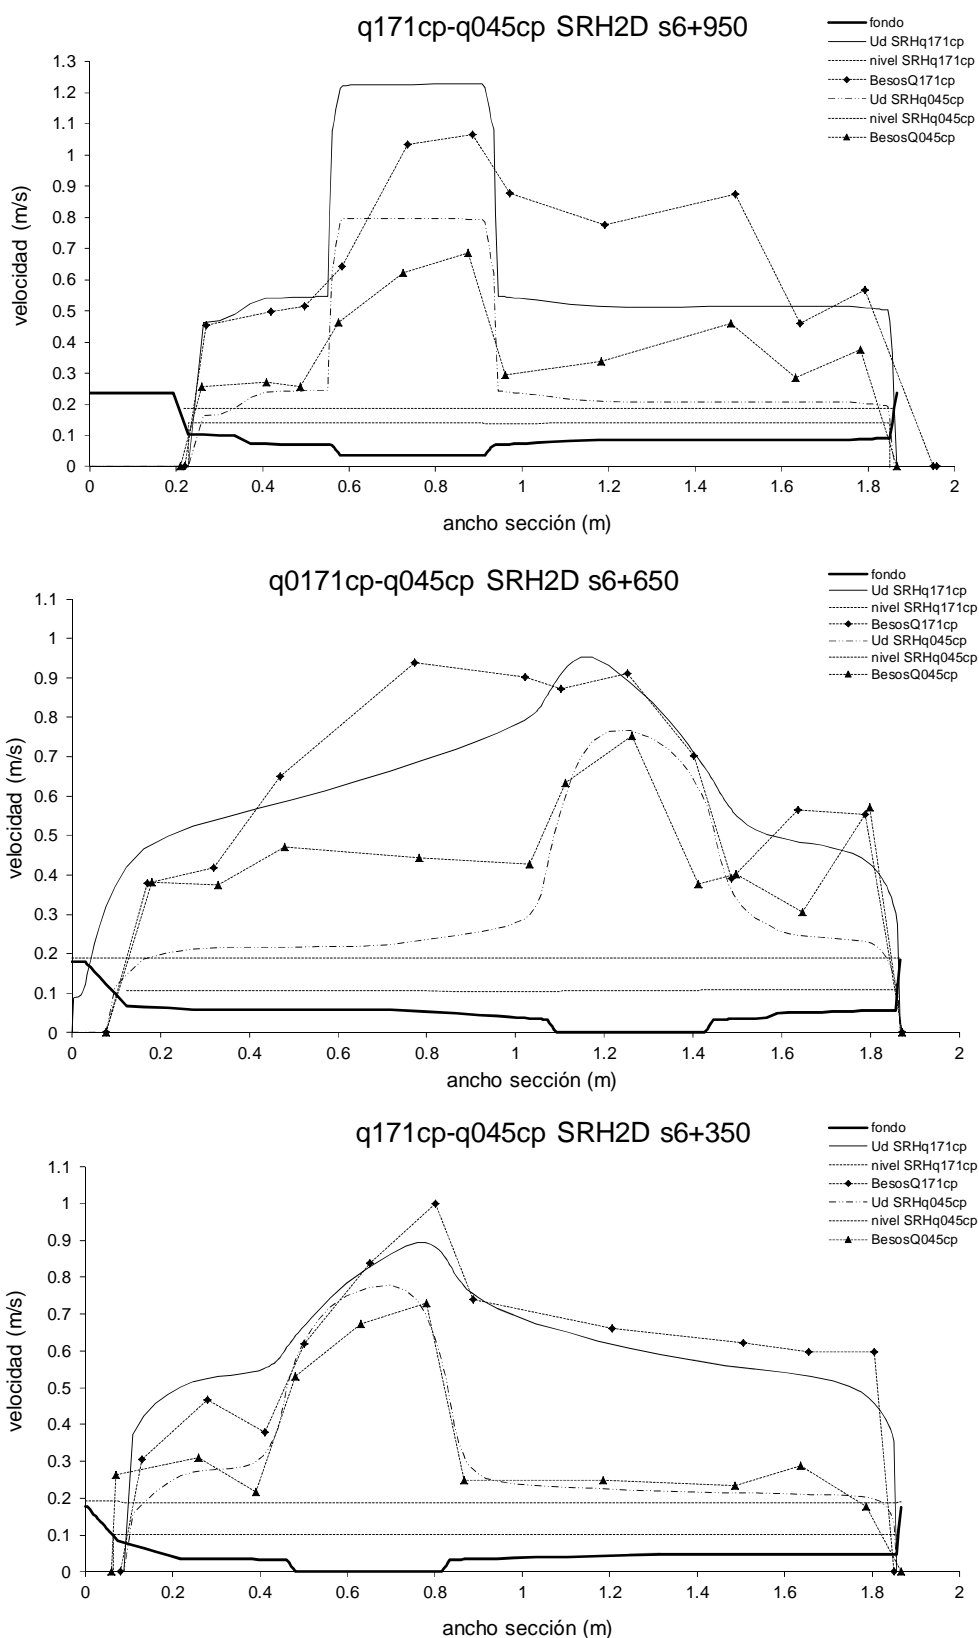 q171cp-q045cp SRH2D s6+950
fondo
Ud SRHq171cp
nivel SRHq171cp
BesosQ171cp
Ud SRHq045cp
nivel SRHq045cp
BesosQ045cp
velocidad (m/s)
1.3
1.2
1.1
1
0.9
0.8
0.7
0.6
0.5
0.4
0.3
0.2
0.1
0
0 0.2 0.4 0.6 0.8 1 1.2 1.4 1.6 1.8 2
ancho sección (m)
q0171cp-q045cp SRH2D s6+650
fondo
Ud SRHq171cp
nivel SRHq171cp
BesosQ171cp
Ud SRHq045cp
nivel SRHq045cp
BesosQ045cp
velocidad (m/s)
1.1
1
0.9
0.8
0.7
0.6
0.5
0.4
0.3
0.2
0.1
0
0 0.2 0.4 0.6 0.8 1 1.2 1.4 1.6 1.8 2
ancho sección (m)
q171cp-q045cp SRH2D s6+350
fondo
Ud SRHq171cp
nivel SRHq171cp
BesosQ171cp
Ud SRHq045cp
nivel SRHq045cp
BesosQ045cp
velocidad (m/s)
1.1
1
0.9
0.8
0.7
0.6
0.5
0.4
0.3
0.2
0.1
0
0 0.2 0.4 0.6 0.8 1 1.2 1.4 1.6 1.8 2
ancho sección (m)